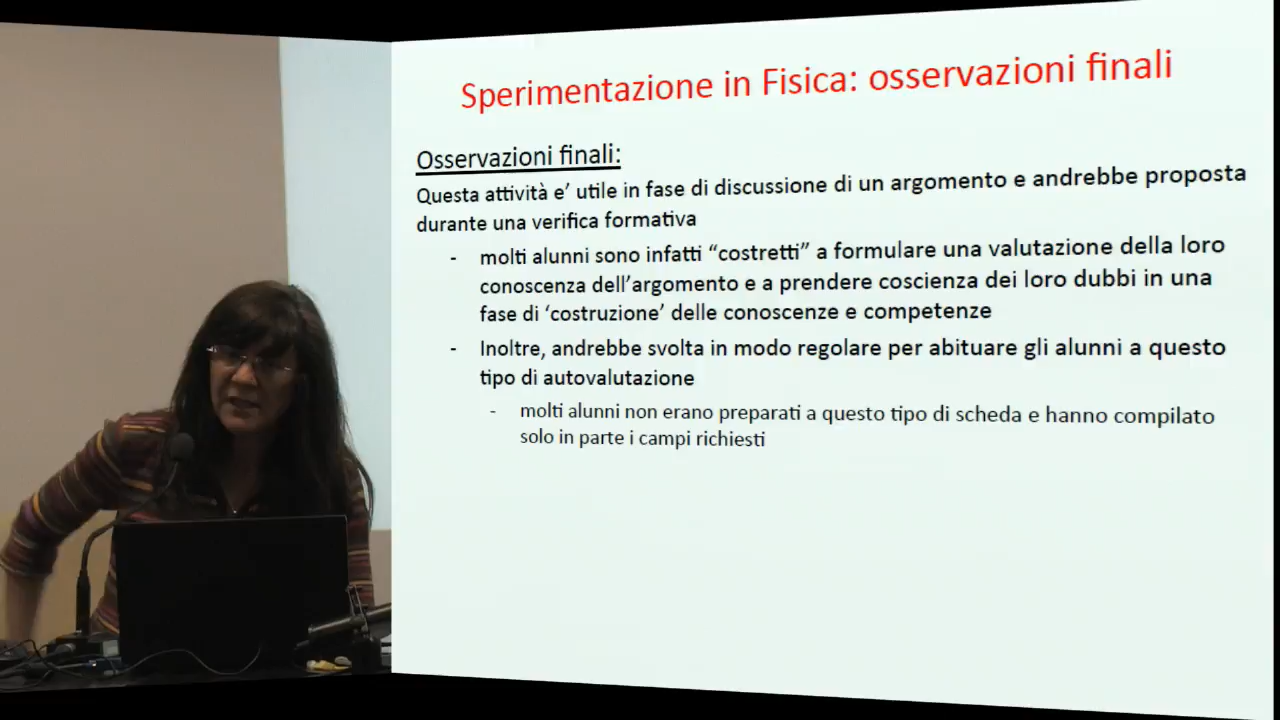 Sperimentazione in Fisica: osservazioni finali
Osservazioni finali:
Questa attività e’ utile in fase di discussione di un argomento e andrebbe proposta
durante una verifica formativa
- molti alunni sono infatti “costretti” a formulare una valutazione della loro
conoscenza dell’argomento e a prendere coscienza dei loro dubbi in una
fase di ‘costruzione’ delle conoscenze e competenze
- Inoltre, andrebbe svolta in modo regolare per abituare gli alunni a questo
tipo di autovalutazione
- molti alunni non erano preparati a questo tipo di scheda e hanno compilato
solo in parte i campi richiesti